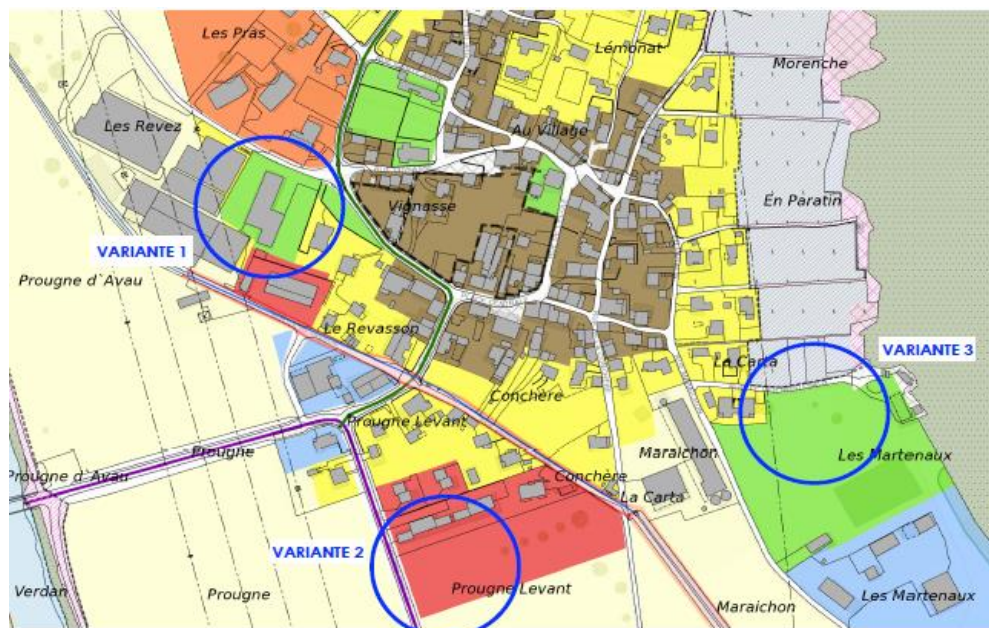 Les Pras
Lémonat
Morenche
Les Revez
Au Village
En Paratin
Vignasse
VARIANTE 1
Prougne d'Avau
Le Revasson
La Carta
VARIANTE 3
Conchère
Prougne Levant
Prougne
Maraichon
Les Martenaux
Prougne d'Avau
Conchère
La Carta
VARIANTE 2
Verdan
Prougne
Prougne Levant
Maraichon
Les Martenaux